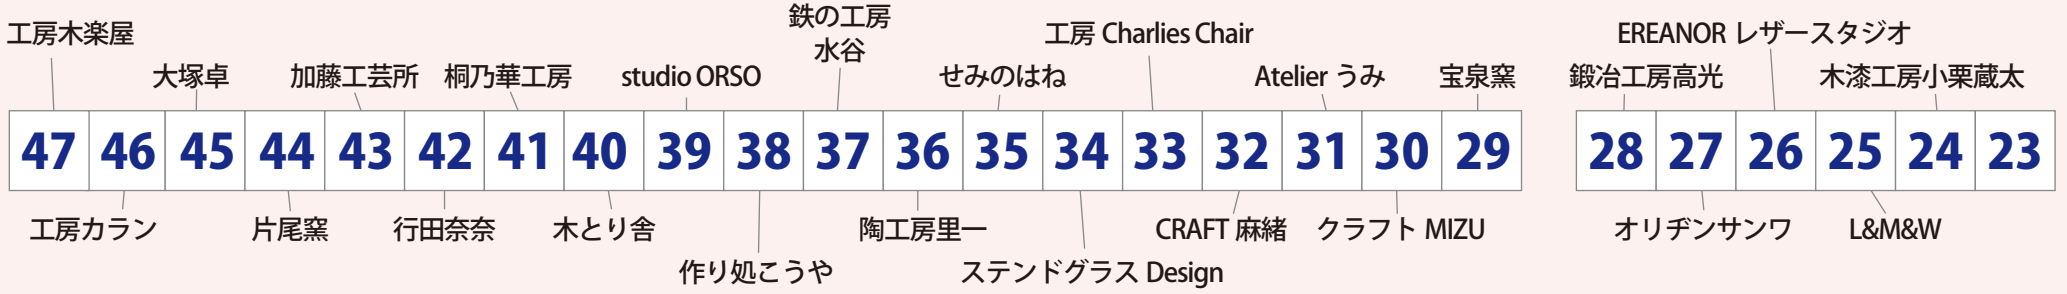 鉄の工房
水谷
工房木楽屋
工房 Charlies Chair
EREANOR レザースタジオ
大塚卓
加藤工芸所
桐乃華工房
studio ORSO
せみのはね
Atelier うみ
宝泉窯
鍛冶工房高光
木漆工房小栗蔵太
47 46 45 44 43 42 41 40 39 38 37 36 35 34 33 32 31 30 29 28 27 26 25 24 23
工房カラン
片尾窯
行田奈奈
木とり舎
陶工房里一
CRAFT 麻緒
クラフト MIZU
オリヂンサンワ
L&M&W
作り処こうや
ステンドグラス Design